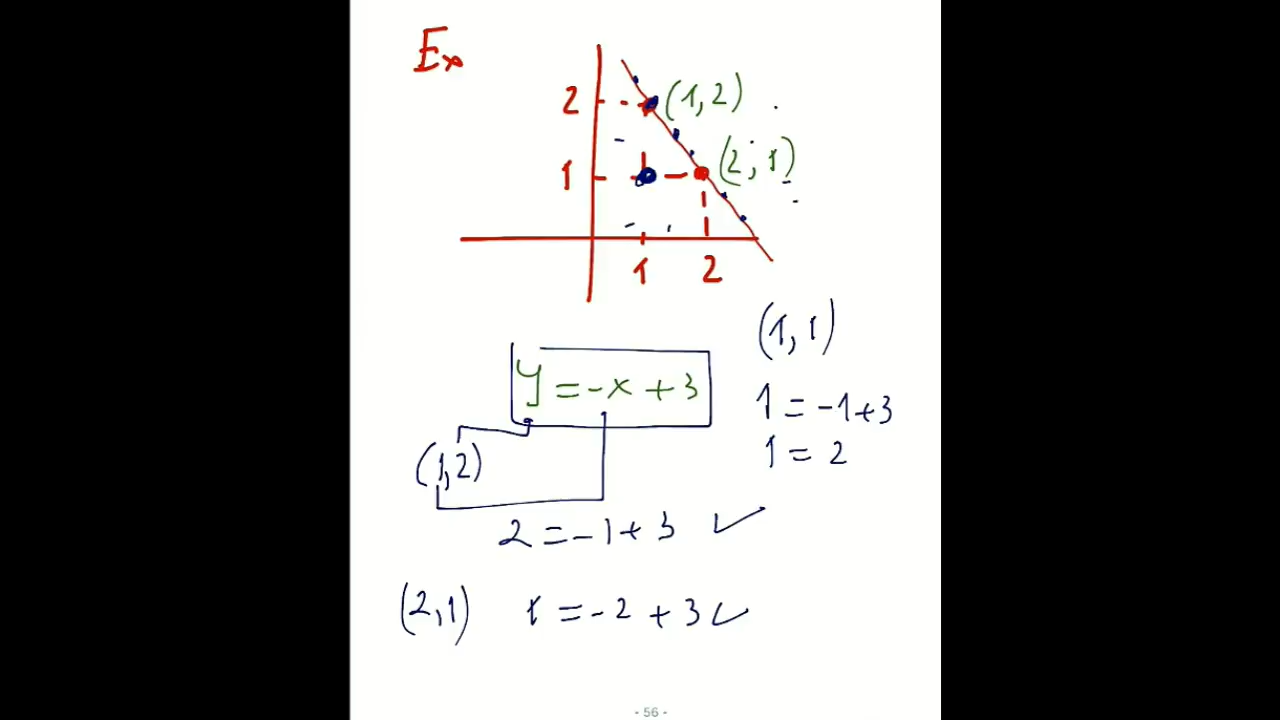 Ex
2 (1,2)
1 (2,1)
1 2
(1,1)
y = -x + 3
1 = -1+3
(1,2)
1 = 2
2 = -1+3 ✓
(2,1) 1 = -2 + 3 ✓
- 56 -